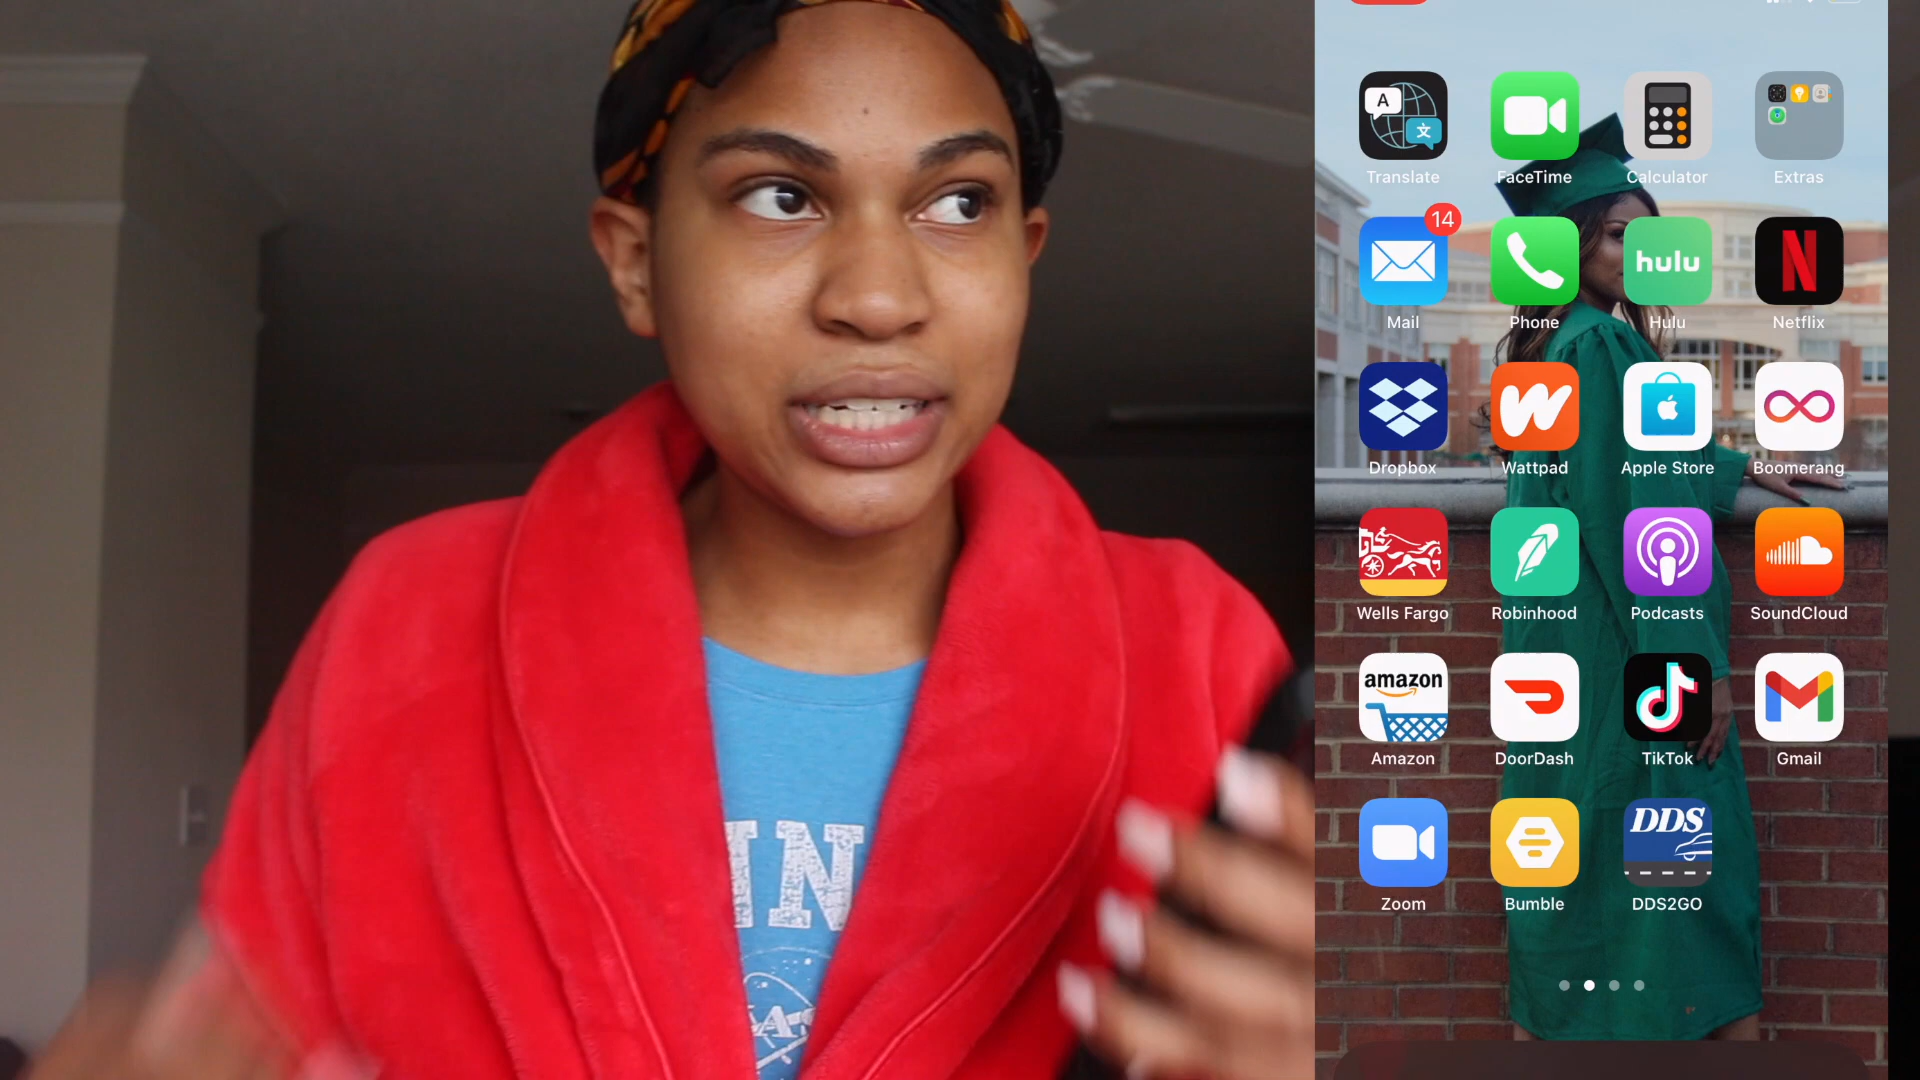 A
文
Translate
FaceTime
Calculator
Extras
14
hulu
N
Mail
Phone
Hulu
Netflix
Dropbox
Wattpad
Apple Store
Boomerang
Wells Fargo
Robinhood
Podcasts
SoundCloud
amazon
Amazon
DoorDash
TikTok
Gmail
DDS
Zoom
Bumble
DDS2GO
IN